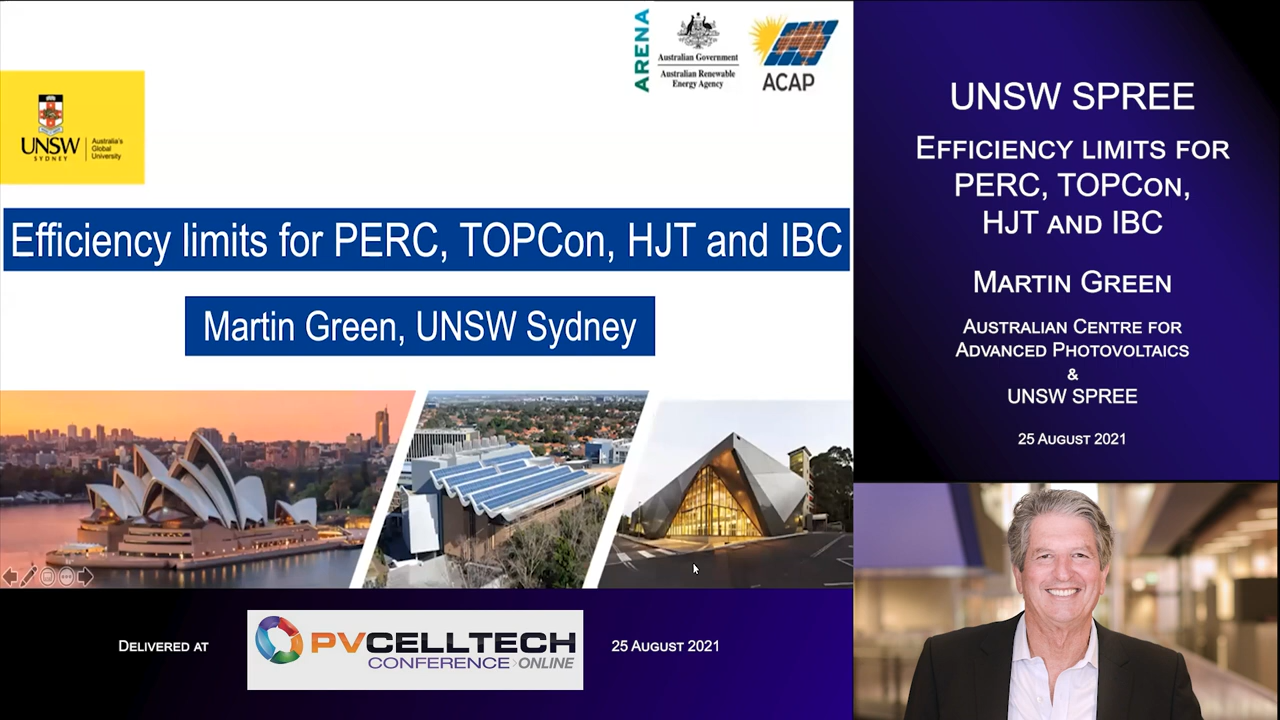 ARENA
Australian Government
Australian Renewable
Energy Agency
ACAP
UNSW
SYDNEY
Australia's
Global
University
Efficiency limits for PERC, TOPCon, HJT and IBC
Martin Green, UNSW Sydney
Delivered at
PVCELLTECH
CONFERENCE>ONLINE
25 August 2021
UNSW SPREE
Efficiency limits for
PERC, TOPCon,
HJT and IBC
Martin Green
Australian Centre for
Advanced Photovoltaics
&
UNSW SPREE
25 August 2021